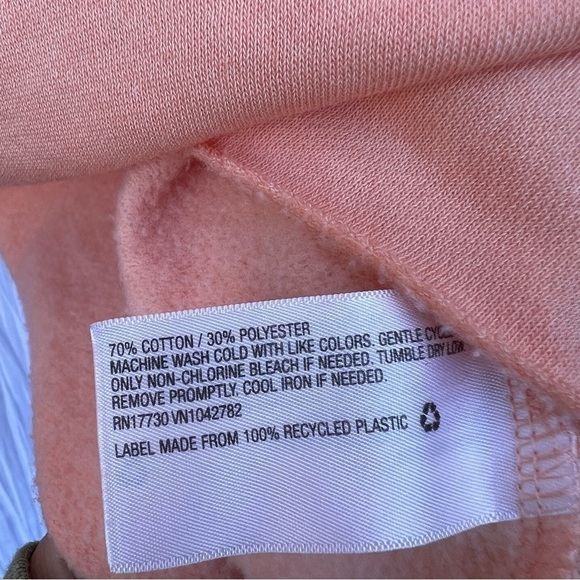 70% COTTON / 30% POLYESTER
MACHINE WASH COLD WITH LIKE COLORS. GENTLE
ONLY NON-CHLORINE BLEACH IF NEEDED. TUMBLE DRY LOW.
REMOVE PROMPTLY. COOL IRON IF NEEDED.
RN17730 VN1042782
LABEL MADE FROM 100% RECYCLED PLASTIC